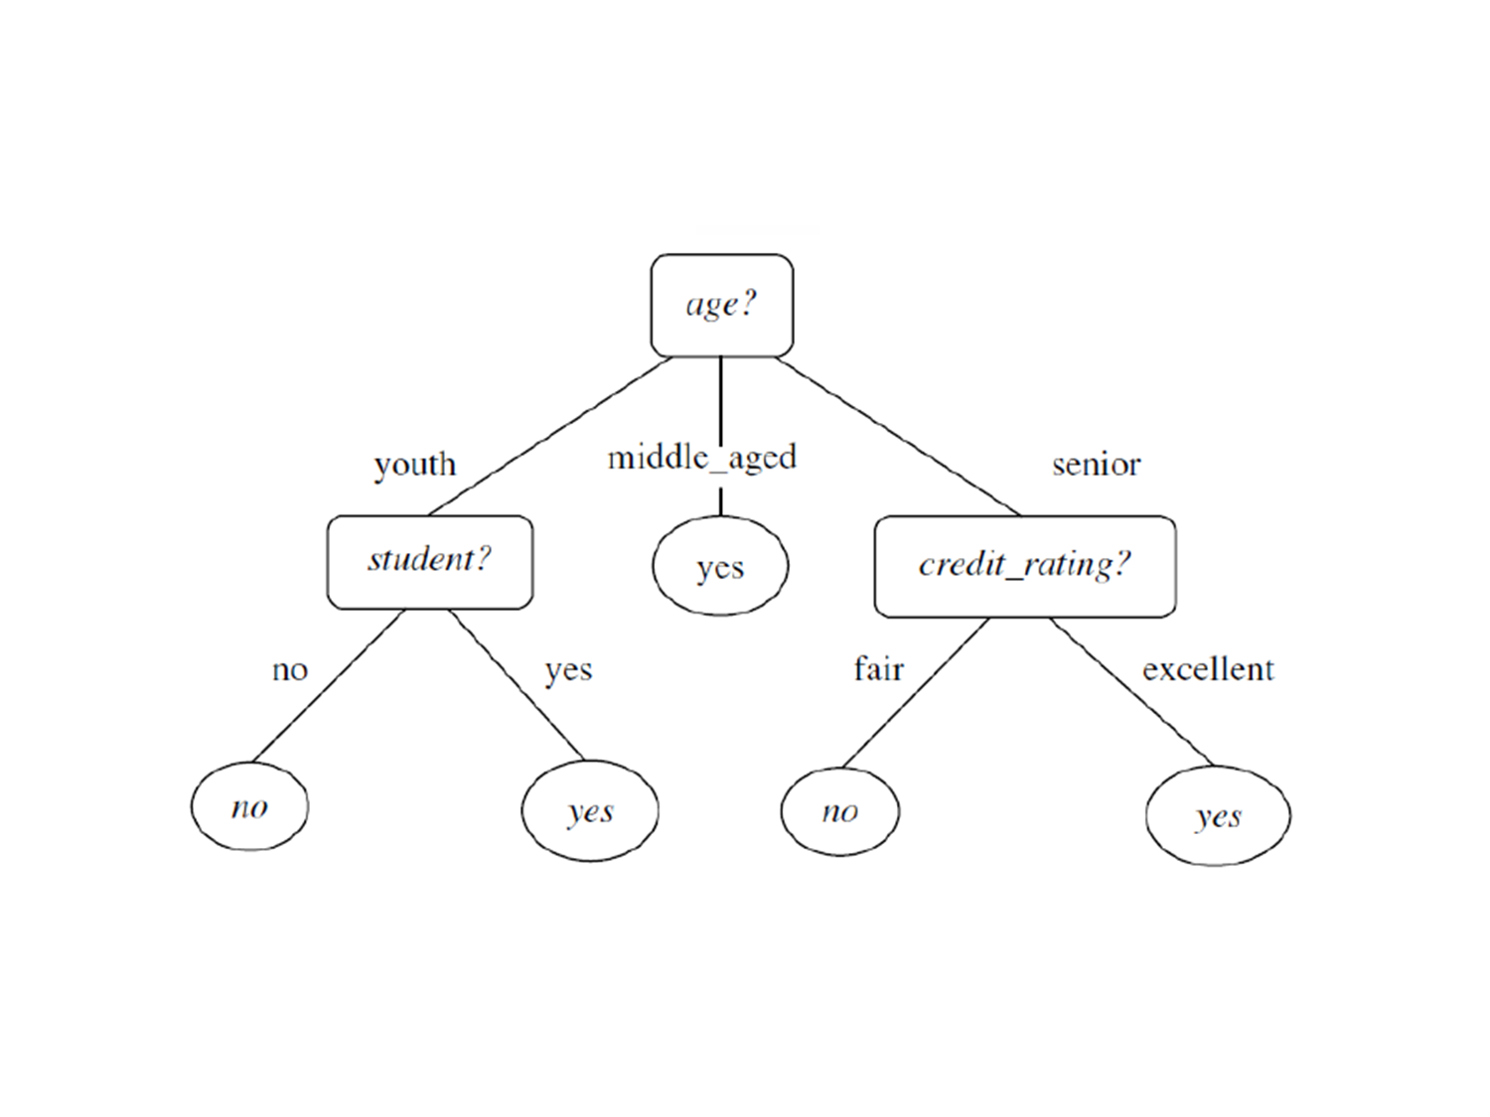 age?
youth
middle_aged
senior
student?
yes
credit_rating?
no
yes
fair
excellent
no
yes
no
yes